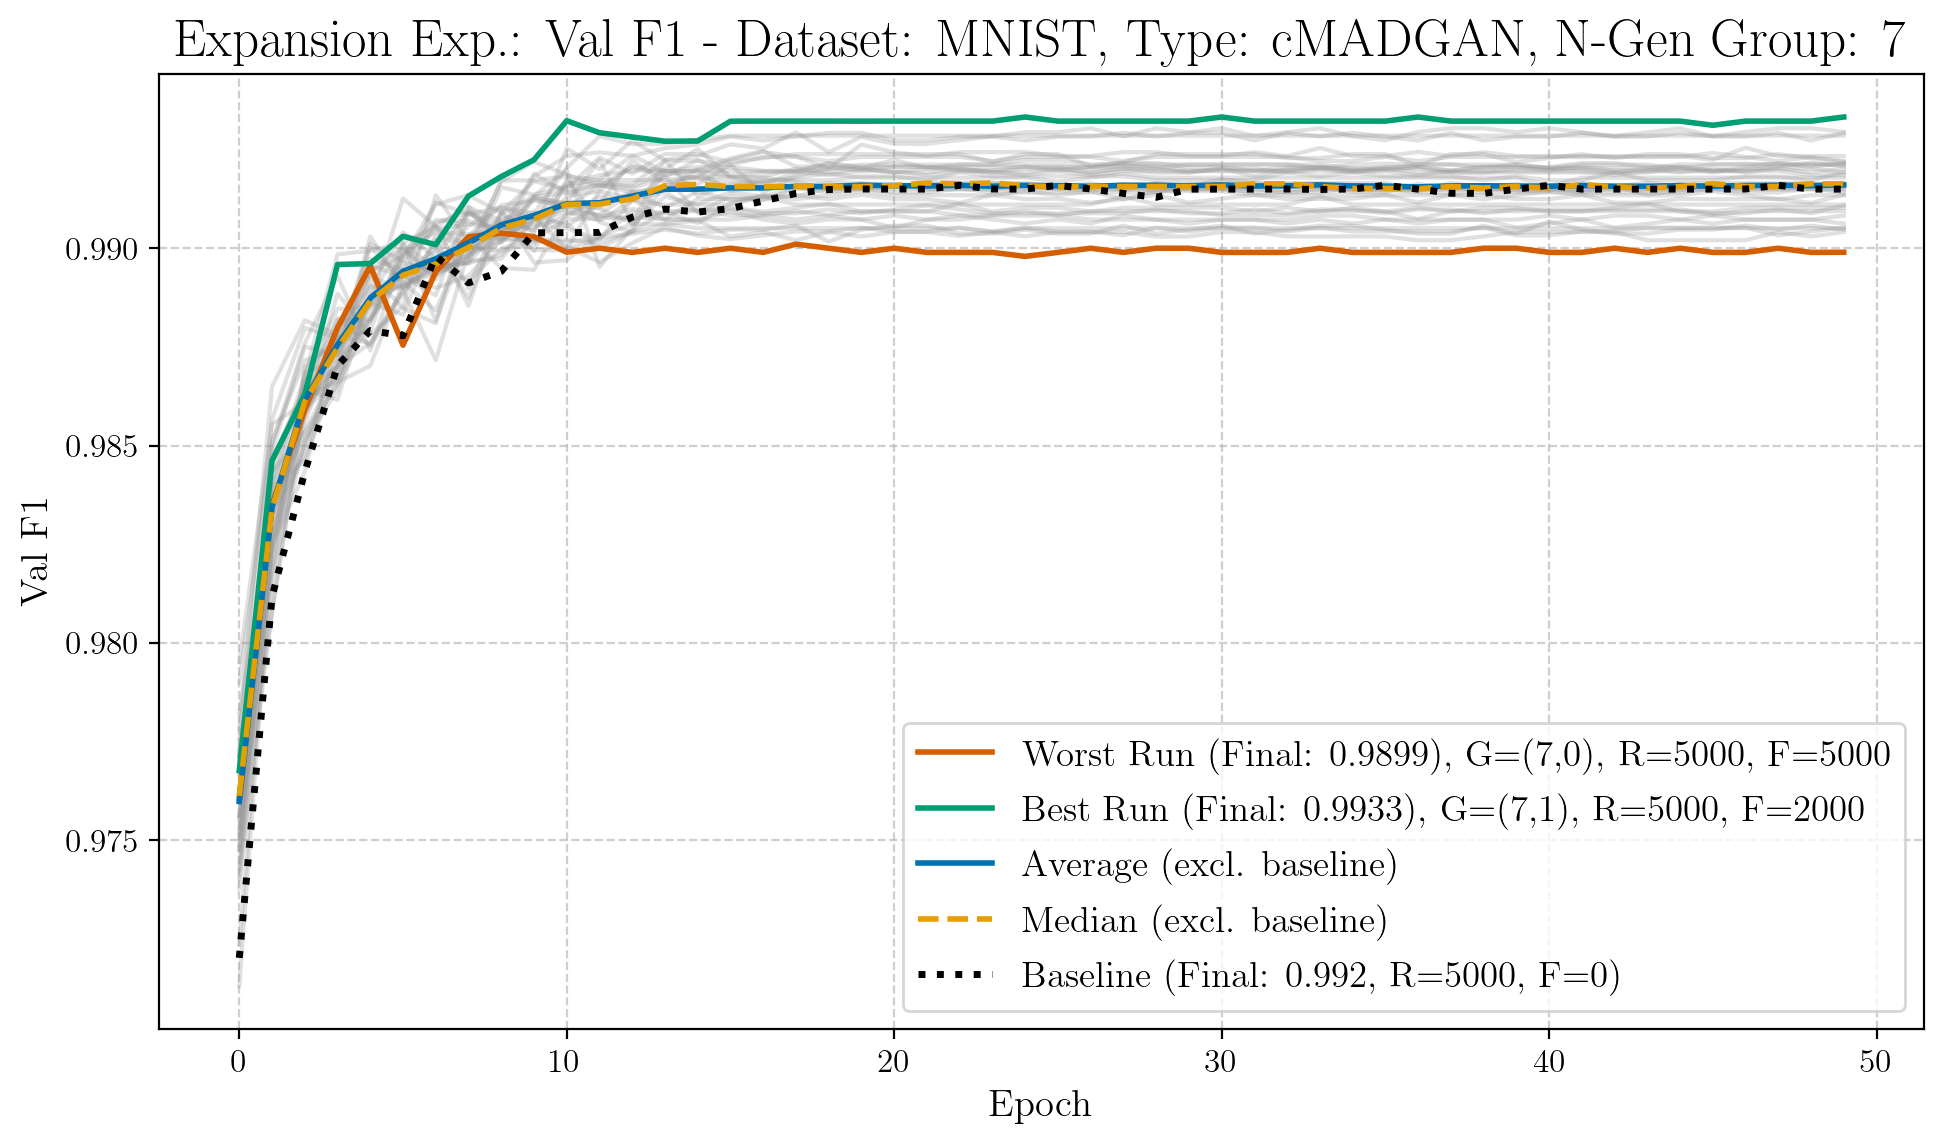 Expansion Exp.: Val F1 - Dataset: MNIST, Type: cMADGAN, N-Gen Group: 7
Val F1
0.990
0.985
0.980
0.975
0
10
20
30
40
50
Epoch
Worst Run (Final: 0.9899), G=(7,0), R=5000, F=5000
Best Run (Final: 0.9933), G=(7,1), R=5000, F=2000
Average (excl. baseline)
Median (excl. baseline)
Baseline (Final: 0.992, R=5000, F=0)